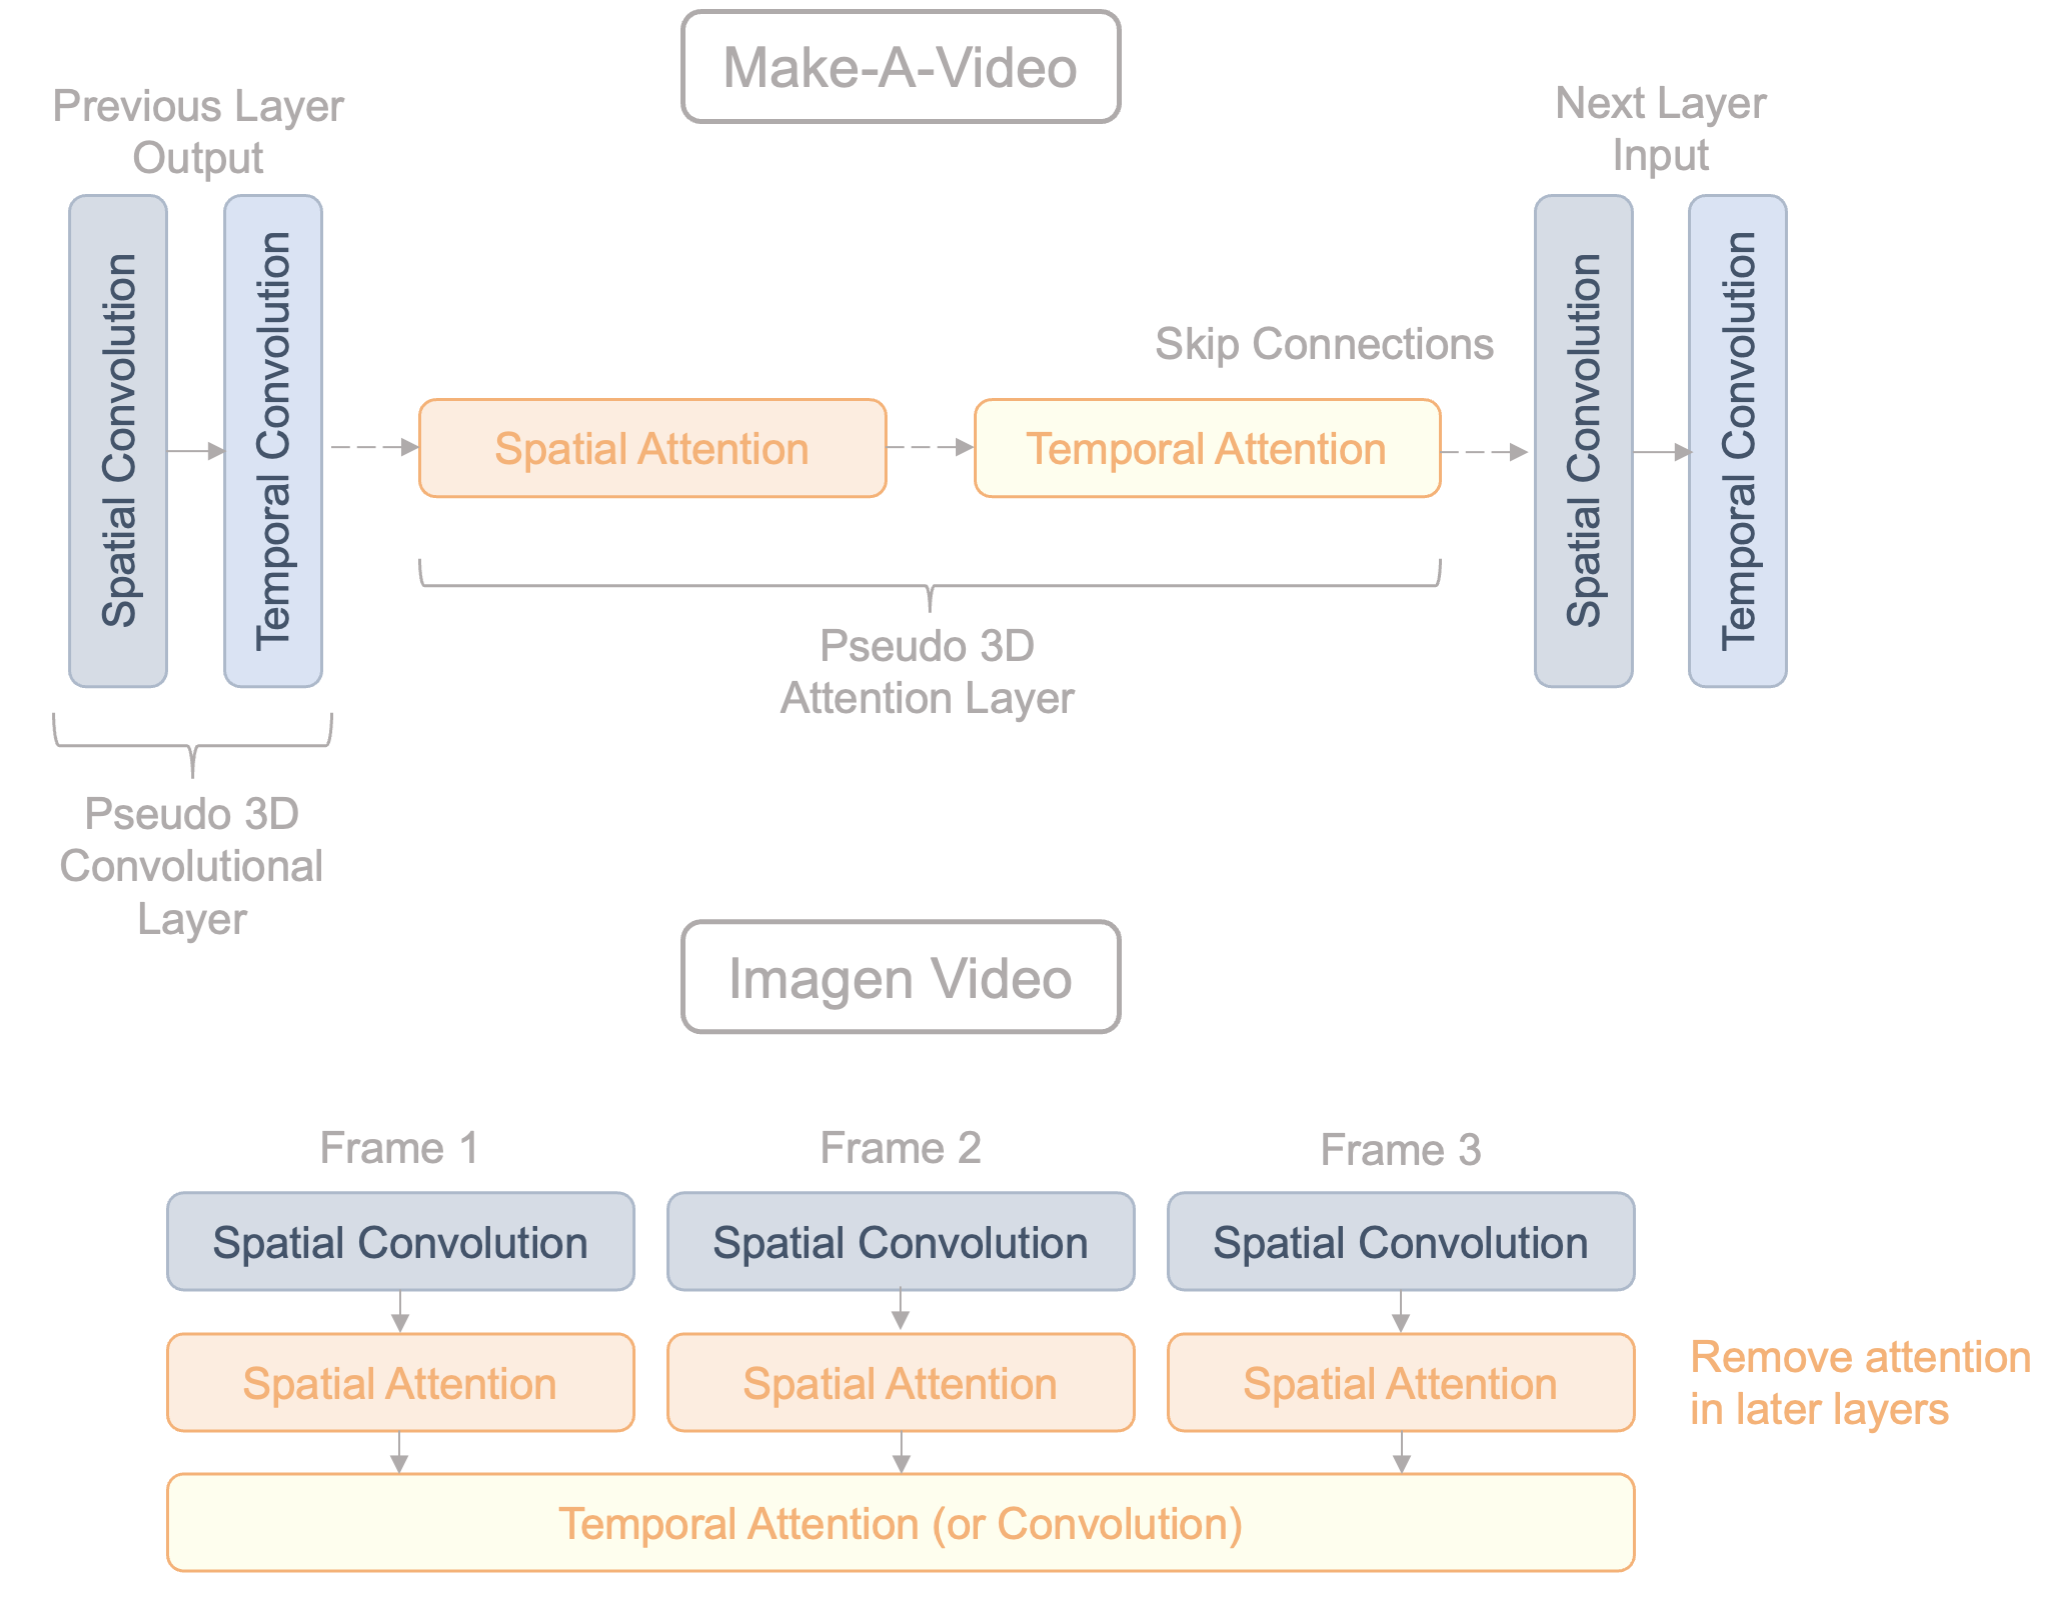 Make-A-Video
Previous Layer
Output
Next Layer
Input
Spatial Convolution
Temporal Convolution
Skip Connections
Spatial Attention
Temporal Attention
Spatial Convolution
Temporal Convolution
Pseudo 3D
Attention Layer
Pseudo 3D
Convolutional
Layer
Imagen Video
Frame 1
Frame 2
Frame 3
Spatial Convolution
Spatial Convolution
Spatial Convolution
Spatial Attention
Spatial Attention
Spatial Attention
Remove attention
in later layers
Temporal Attention (or Convolution)